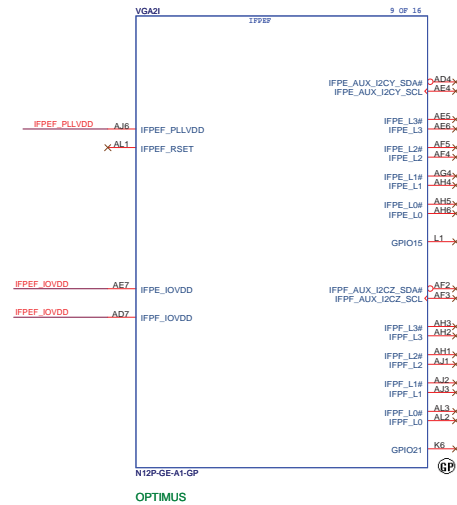 VGA2I 9 OF 16
IFPEF
IFPE_AUX_I2CY_SDA# AD4
IFPE_AUX_I2CY_SCL AE4
IFPE_L3# AE5
IFPEF_PLLVDD AJ6 IFPEF_PLLVDD IFPE_L3 AE6
AL1 IFPEF_RSET IFPE_L2# AF5
IFPE_L2 AF4
IFPE_L1# AG4
IFPE_L1 AH4
IFPE_L0# AH5
IFPE_L0 AH6
GPIO15 L1
IFPEF_IOVDD AE7 IFPE_IOVDD IFPF_AUX_I2CZ_SDA# AF2
IFPF_AUX_I2CZ_SCL AF3
IFPEF_IOVDD AD7 IFPF_IOVDD
IFPF_L3# AH3
IFPF_L3 AH2
IFPF_L2# AH1
IFPF_L2 AJ1
IFPF_L1# AJ2
IFPF_L1 AJ3
IFPF_L0# AL3
IFPF_L0 AL2
GPIO21 K6
GP
N12P-GE-A1-GP
OPTIMUS